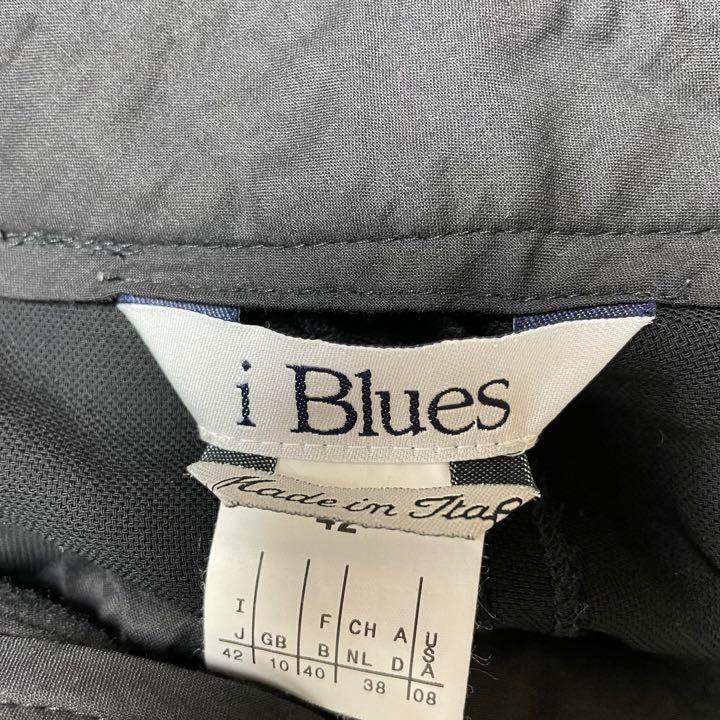 i Blues
Made in Ital
42
I F CH A USA
J GB B NL D
42 10 40 38 08